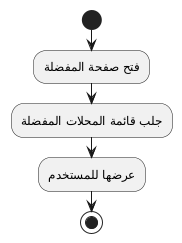 فتح صفحة المفضلة
جلب قائمة المحلات المفضلة
عرضها للمستخدم